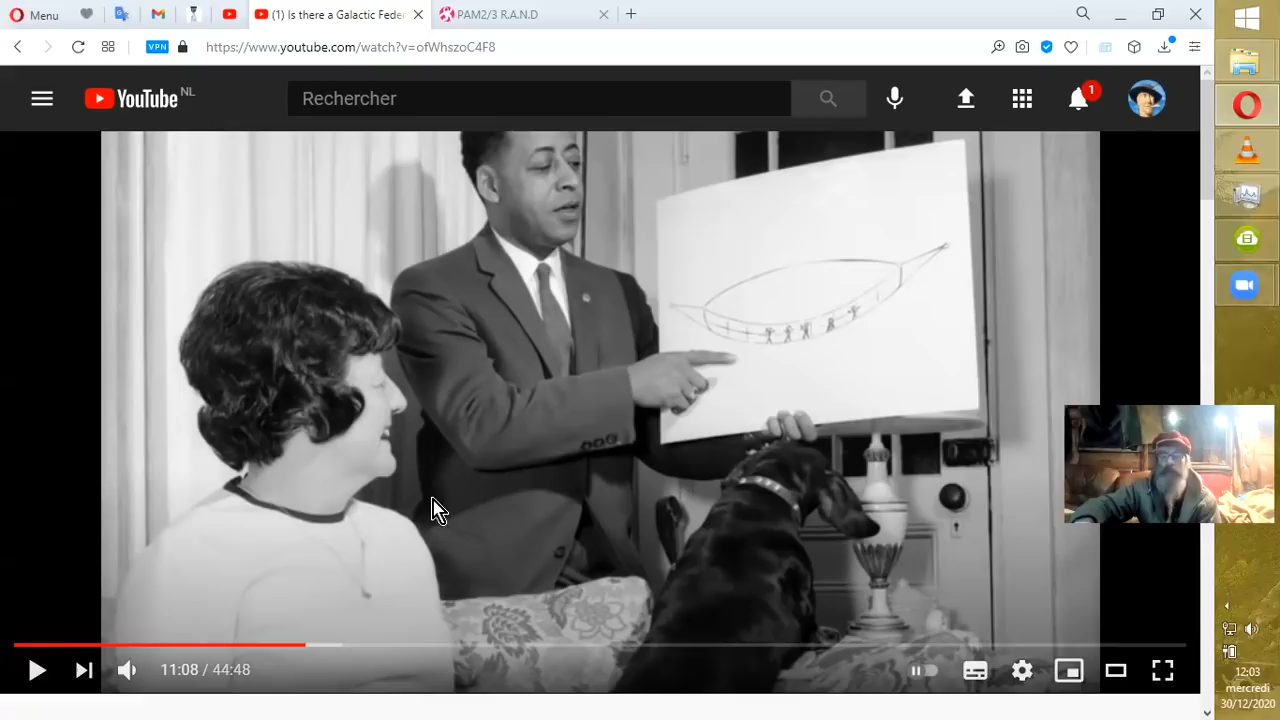 Menu
(1) Is there a Galactic Feder
PAM2/3 R.A.N.D
VPN
https://www.youtube.com/watch?v=ofWhszoC4F8
YouTube NL
Rechercher
1
11:08 / 44:48
12:03
mercredi
30/12/2020